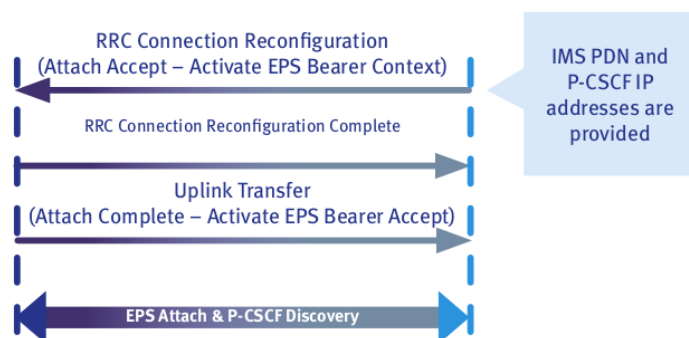 RRC Connection Reconfiguration
(Attach Accept – Activate EPS Bearer Context)
IMS PDN and
P-CSCF IP
addresses are
provided
RRC Connection Reconfiguration Complete
Uplink Transfer
(Attach Complete – Activate EPS Bearer Accept)
EPS Attach & P-CSCF Discovery